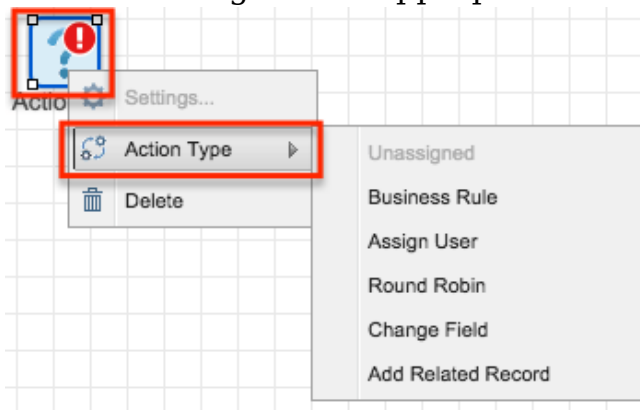 Actio
Settings...
Action Type
Unassigned
Delete
Business Rule
Assign User
Round Robin
Change Field
Add Related Record